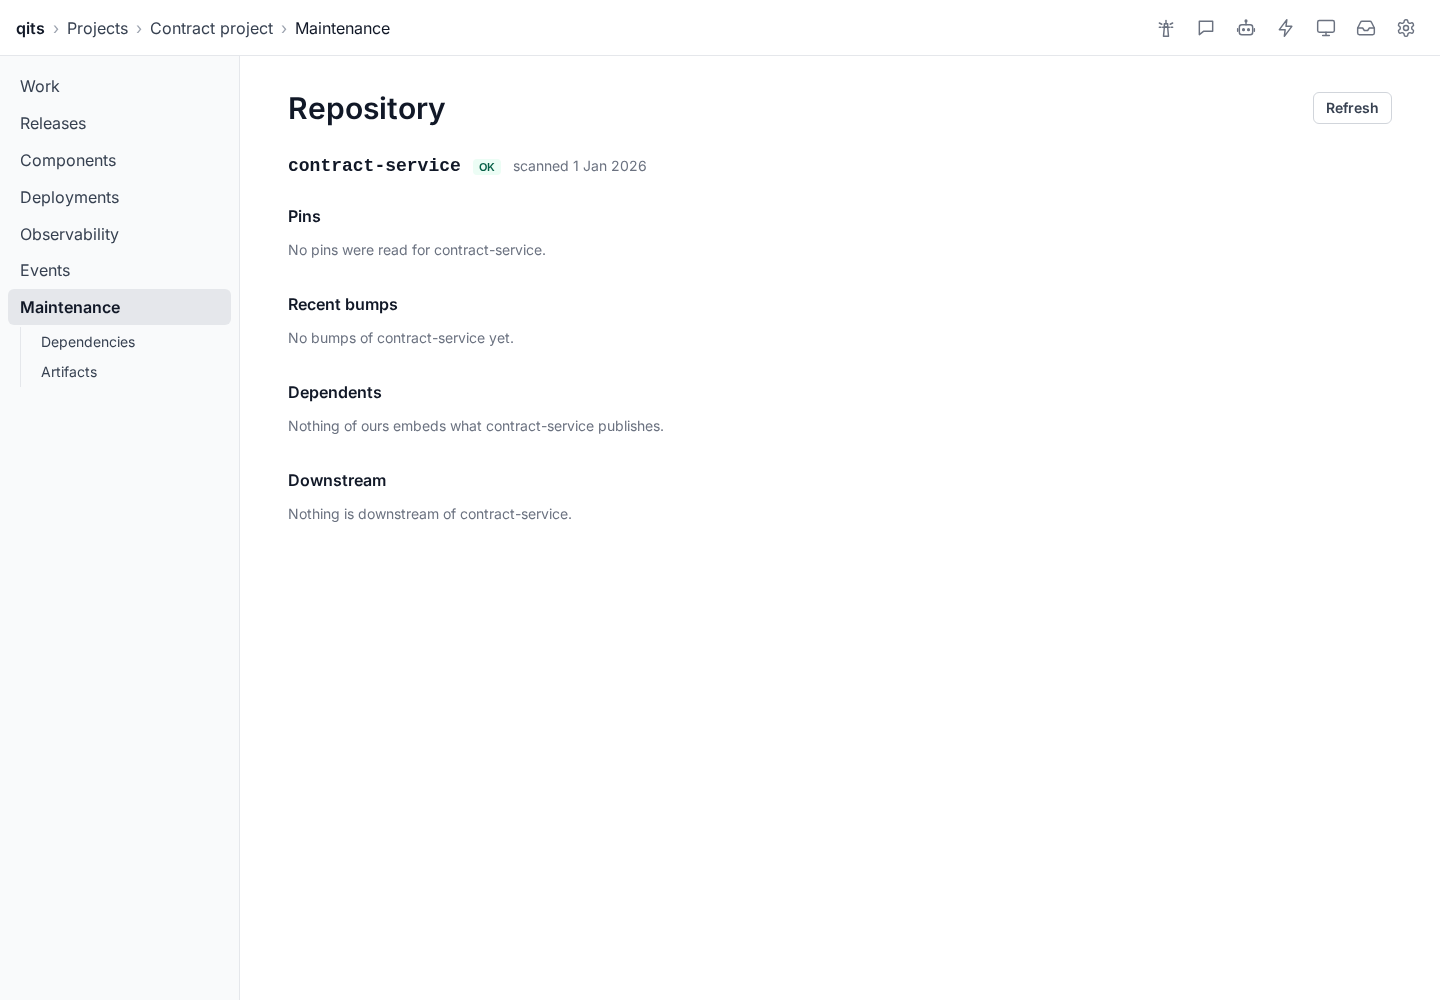 qits › Projects › Contract project › Maintenance
Work
Releases
Components
Deployments
Observability
Events
Maintenance
Dependencies
Artifacts
Repository
Refresh
contract-service OK scanned 1 Jan 2026
Pins
No pins were read for contract-service.
Recent bumps
No bumps of contract-service yet.
Dependents
Nothing of ours embeds what contract-service publishes.
Downstream
Nothing is downstream of contract-service.